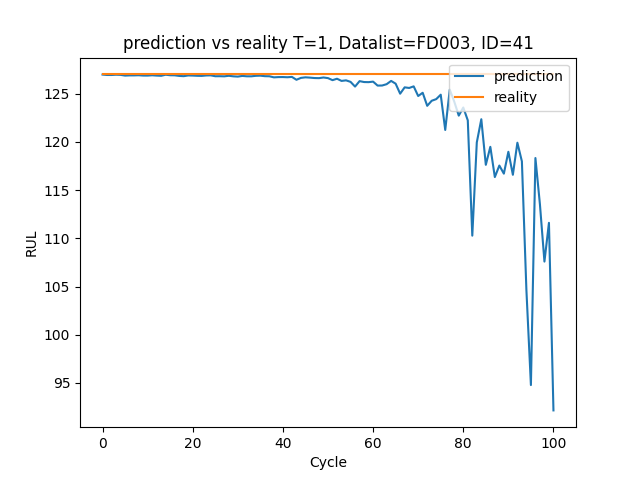 prediction vs reality T=1, Datalist=FD003, ID=41
prediction
reality
RUL
125
120
115
110
105
100
95
0 20 40 60 80 100
Cycle